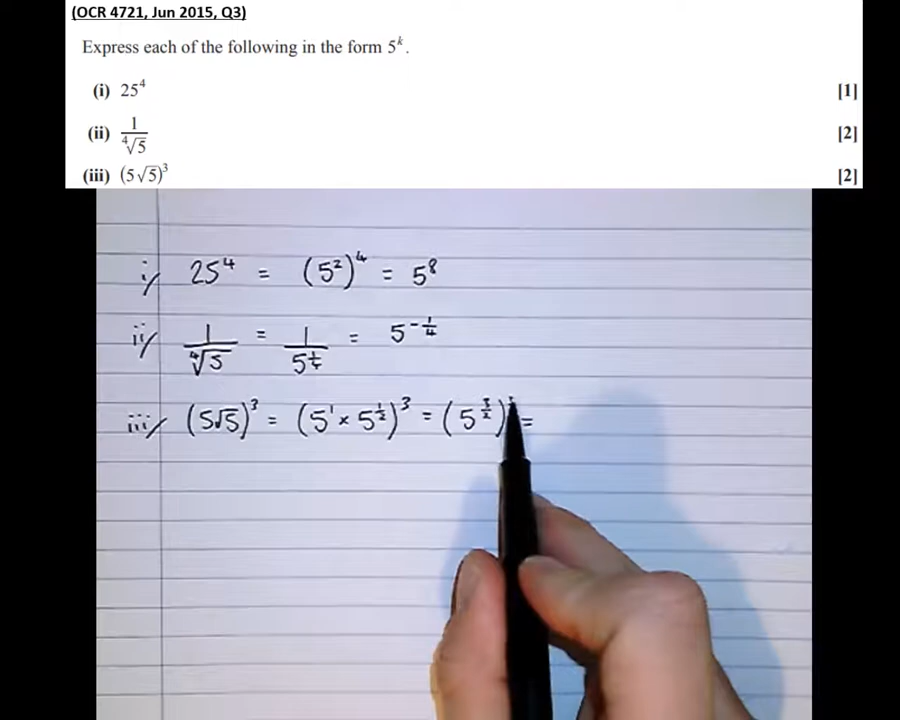 (OCR 4721, Jun 2015, Q3)
Express each of the following in the form 5^k.
(i) 25^4 [1]
(ii) 1/⁴√5 [2]
(iii) (5√5)^3 [2]
i/ 25^4 = (5^2)^4 = 5^8
ii/ 1/⁴√5 = 1/5^(1/4) = 5^(-1/4)
iii/ (5√5)^3 = (5^1 × 5^(1/2))^3 = (5^(3/2))^3 =